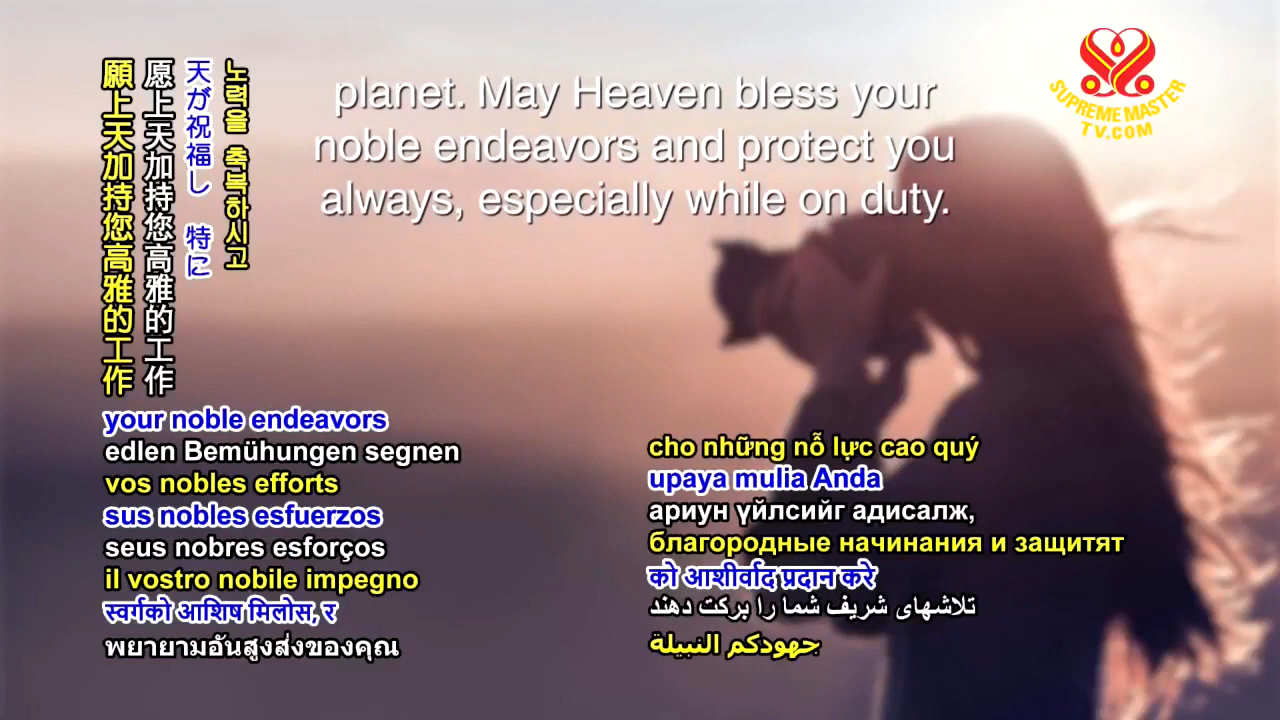 planet. May Heaven bless your
noble endeavors and protect you
always, especially while on duty.
SUPREME MASTER
TV.COM
노력을 축복하시고
天が祝福し 特に
愿上天加持您高雅的工作
願上天加持您高雅的工作
your noble endeavors
edlen Bemühungen segnen
vos nobles efforts
sus nobles esfuerzos
seus nobres esforços
il vostro nobile impegno
स्वर्गको आशिष मिलोस्, र
พยายามอันสูงส่งของคุณ
cho những nỗ lực cao quý
upaya mulia Anda
ариун үйлсийг адисалж,
благородные начинания и защитят
को आशीर्वाद प्रदान करे
تلاشهای شریف شما را برکت دهند
جهودكم النبيلة